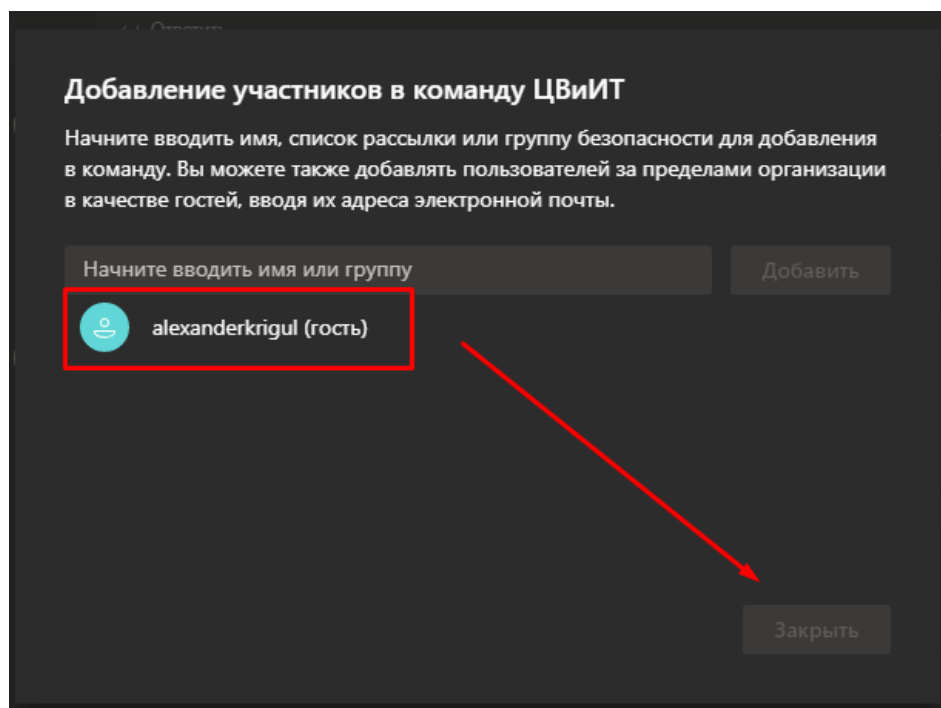 Ответить
Добавление участников в команду ЦВиИТ
Начните вводить имя, список рассылки или группу безопасности для добавления
в команду. Вы можете также добавлять пользователей за пределами организации
в качестве гостей, вводя их адреса электронной почты.
Начните вводить имя или группу
Добавить
alexanderkrigul (гость)
Закрыть